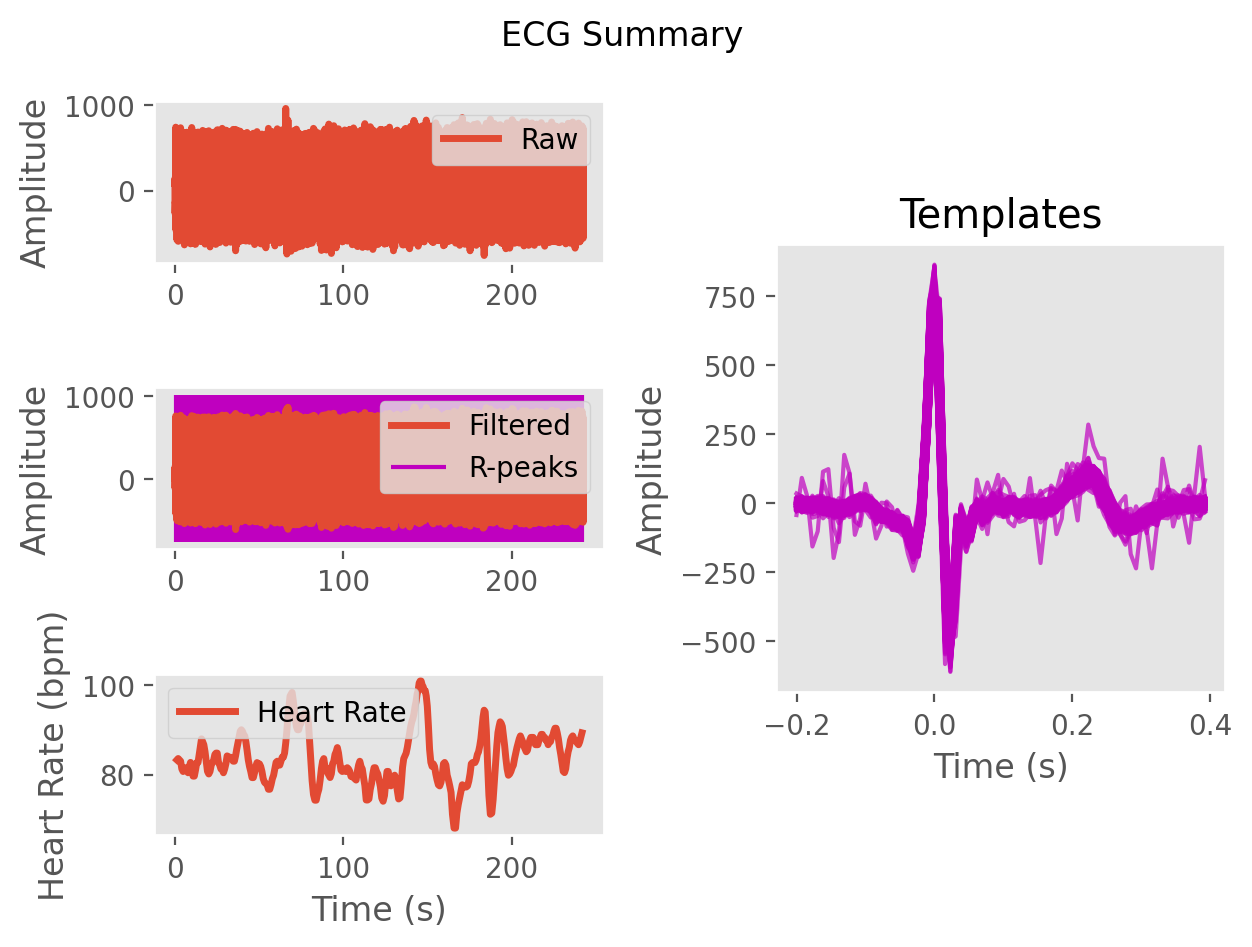 ECG Summary
Amplitude
1000
0
Raw
0 100 200
Amplitude
1000
0
Filtered
R-peaks
0 100 200
Heart Rate (bpm)
100
80
Heart Rate
0 100 200
Time (s)
Templates
Amplitude
750
500
250
0
−250
−500
−0.2 0.0 0.2 0.4
Time (s)